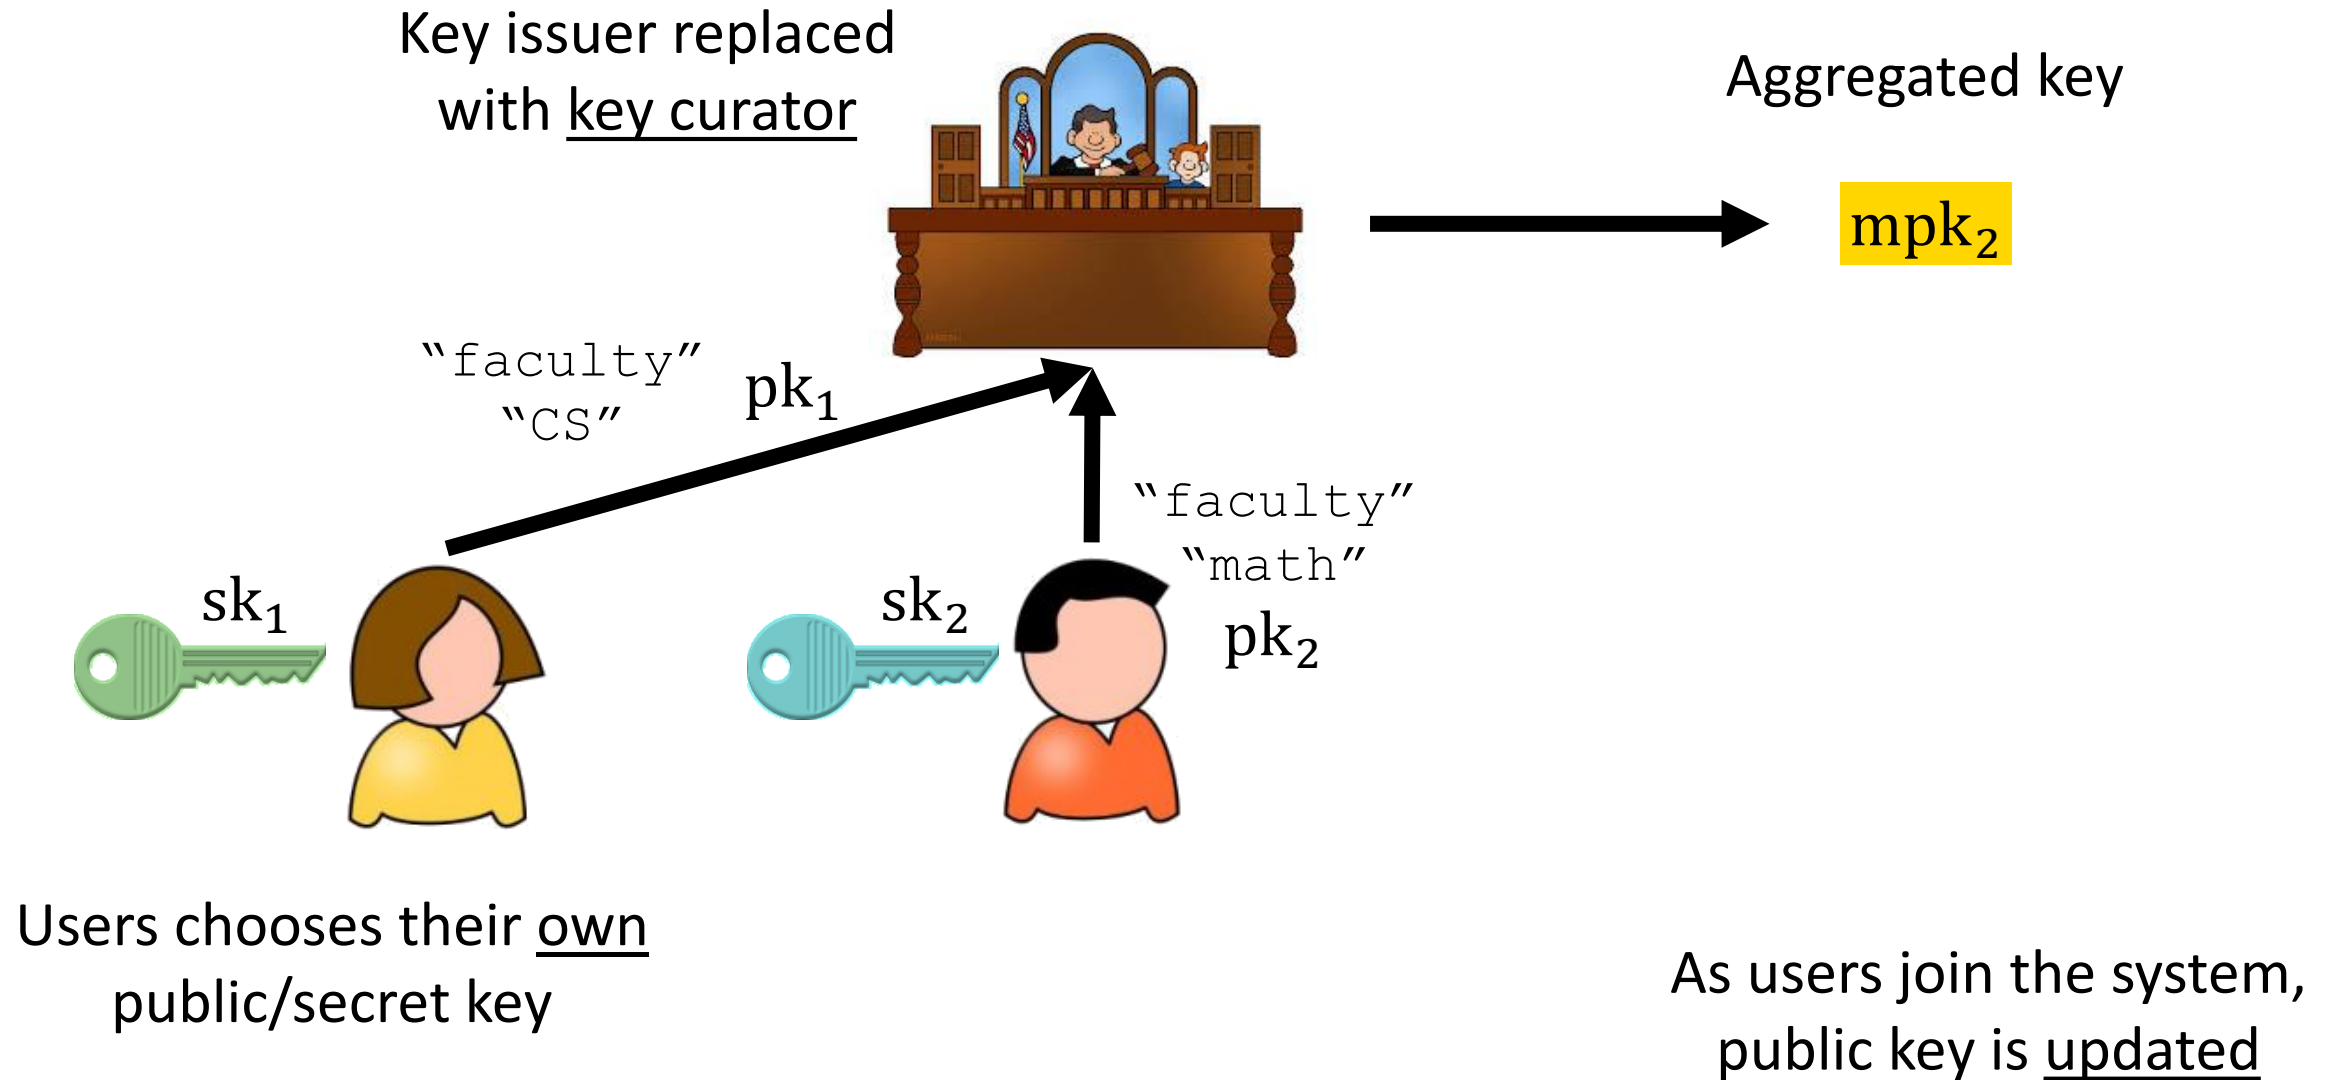 Key issuer replaced
with key curator
Aggregated key
mpk₂
“faculty”
“CS”
pk₁
“faculty”
“math”
pk₂
sk₁
sk₂
Users chooses their own
public/secret key
As users join the system,
public key is updated